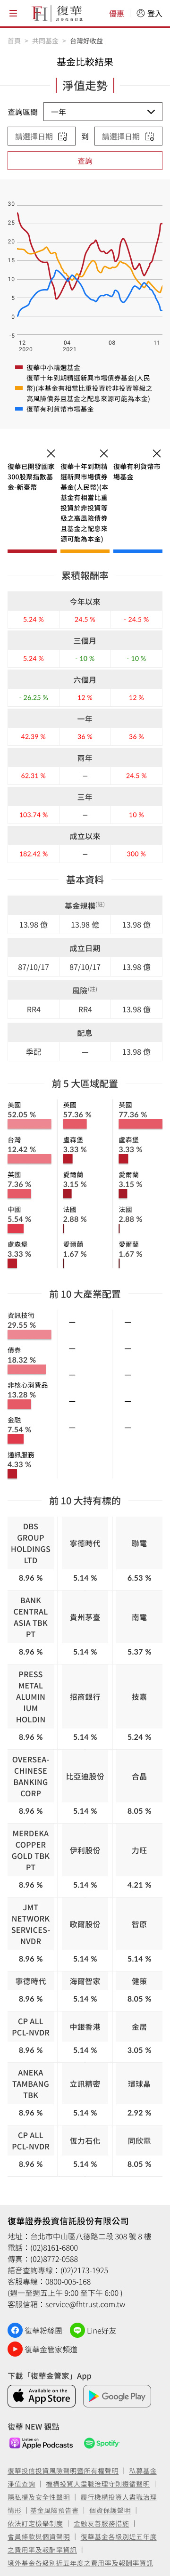 復華
優惠
登入
首頁 > 共同基金 > 台灣好收益
基金比較結果
淨值走勢
查詢區間
一年
請選擇日期
到
請選擇日期
查詢
30
25
20
15
10
5
0
-5
12 04 08 11
2020 2021
復華中小精選基金
復華十年到期精選新興市場債券基金(人民
幣)(本基金有相當比重投資於非投資等級之
高風險債券且基金之配息來源可能為本金)
復華有利貨幣市場基金
復華已開發國家
300股票指數基
金-新臺幣
復華十年到期精
選新興市場債券
基金(人民幣)(本
基金有相當比重
投資於非投資等
級之高風險債券
且基金之配息來
源可能為本金)
復華有利貨幣市
場基金
累積報酬率
今年以來
5.24 % 24.5 % - 24.5 %
三個月
5.24 % - 10 % - 10 %
六個月
- 26.25 % 12 % 12 %
一年
42.39 % 36 % 36 %
兩年
62.31 % – 24.5 %
三年
103.74 % – 10 %
成立以來
182.42 % – 300 %
基本資料
基金規模(註)
13.98 億 13.98 億 13.98 億
成立日期
87/10/17 87/10/17 13.98 億
風險(註)
RR4 RR4 13.98 億
配息
季配 — 13.98 億
前 5 大區域配置
美國 英國 英國
52.05 % 57.36 % 77.36 %
台灣 盧森堡 盧森堡
12.42 % 3.33 % 3.33 %
英國 愛爾蘭 愛爾蘭
7.36 % 3.15 % 3.15 %
中國 法國 法國
5.54 % 2.88 % 2.88 %
盧森堡 愛爾蘭 愛爾蘭
3.33 % 1.67 % 1.67 %
前 10 大產業配置
資訊技術
29.55 % — —
債券
18.32 % — —
非核心消費品
13.28 % — —
金融
7.54 % — —
通訊服務
4.33 % — —
前 10 大持有標的
DBS
GROUP
HOLDINGS
LTD
寧德時代
聯電
8.96 % 5.14 % 6.53 %
BANK
CENTRAL
ASIA TBK
PT
貴州茅臺
南電
8.96 % 5.14 % 5.37 %
PRESS
METAL
ALUMIN
IUM
HOLDIN
招商銀行
技嘉
8.96 % 5.14 % 5.24 %
OVERSEA-
CHINESE
BANKING
CORP
比亞迪股份
合晶
8.96 % 5.14 % 8.05 %
MERDEKA
COPPER
GOLD TBK
PT
伊利股份
力旺
8.96 % 5.14 % 4.21 %
JMT
NETWORK
SERVICES-
NVDR
歌爾股份
智原
8.96 % 5.14 % 5.14 %
寧德時代 海爾智家 健策
8.96 % 5.14 % 8.05 %
CP ALL
PCL-NVDR
中銀香港
金居
8.96 % 5.14 % 3.05 %
ANEKA
TAMBANG
TBK
立訊精密
環球晶
8.96 % 5.14 % 2.92 %
CP ALL
PCL-NVDR
恆力石化
同欣電
8.96 % 5.14 % 8.05 %
復華證券投資信託股份有限公司
地址：台北市中山區八德路二段 308 號 8 樓
電話：(02)8161-6800
傳真：(02)8772-0588
語音查詢專線：(02)2173-1925
客服專線：0800-005-168
(週一至週五上午 9:00 至下午 6:00 )
客服信箱：service@fhtrust.com.tw
復華粉絲團
Line好友
復華金管家頻道
下載「復華金管家」App
Download on the
App Store
Google Play
復華 NEW 觀點
Listen on
Apple Podcasts
Spotify
復華投信投資風險聲明暨所有權聲明 | 私募基金
淨值查詢 | 機構投資人盡職治理守則遵循聲明 |
隱私權及安全性聲明 | 履行機構投資人盡職治理
情形 | 基金風險預告書 | 個資保護聲明 |
依法訂定檢舉制度 | 金融友善服務措施 |
會員條款與個資聲明 | 復華基金各級別近五年度
之費用率及報酬率資訊 |
境外基金各級別近五年度之費用率及報酬率資訊